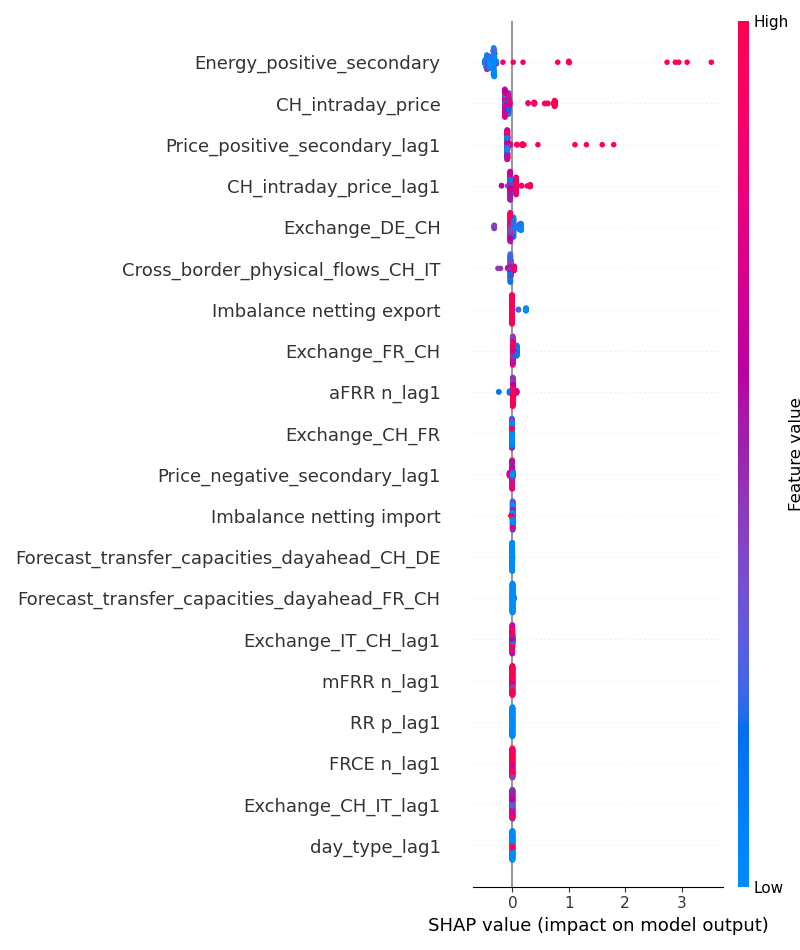 High
Energy_positive_secondary
CH_intraday_price
Price_positive_secondary_lag1
CH_intraday_price_lag1
Exchange_DE_CH
Cross_border_physical_flows_CH_IT
Imbalance netting export
Exchange_FR_CH
aFRR n_lag1
Exchange_CH_FR
Price_negative_secondary_lag1
Imbalance netting import
Forecast_transfer_capacities_dayahead_CH_DE
Forecast_transfer_capacities_dayahead_FR_CH
Exchange_IT_CH_lag1
mFRR n_lag1
RR p_lag1
FRCE n_lag1
Exchange_CH_IT_lag1
day_type_lag1
Feature value
Low
0 1 2 3
SHAP value (impact on model output)